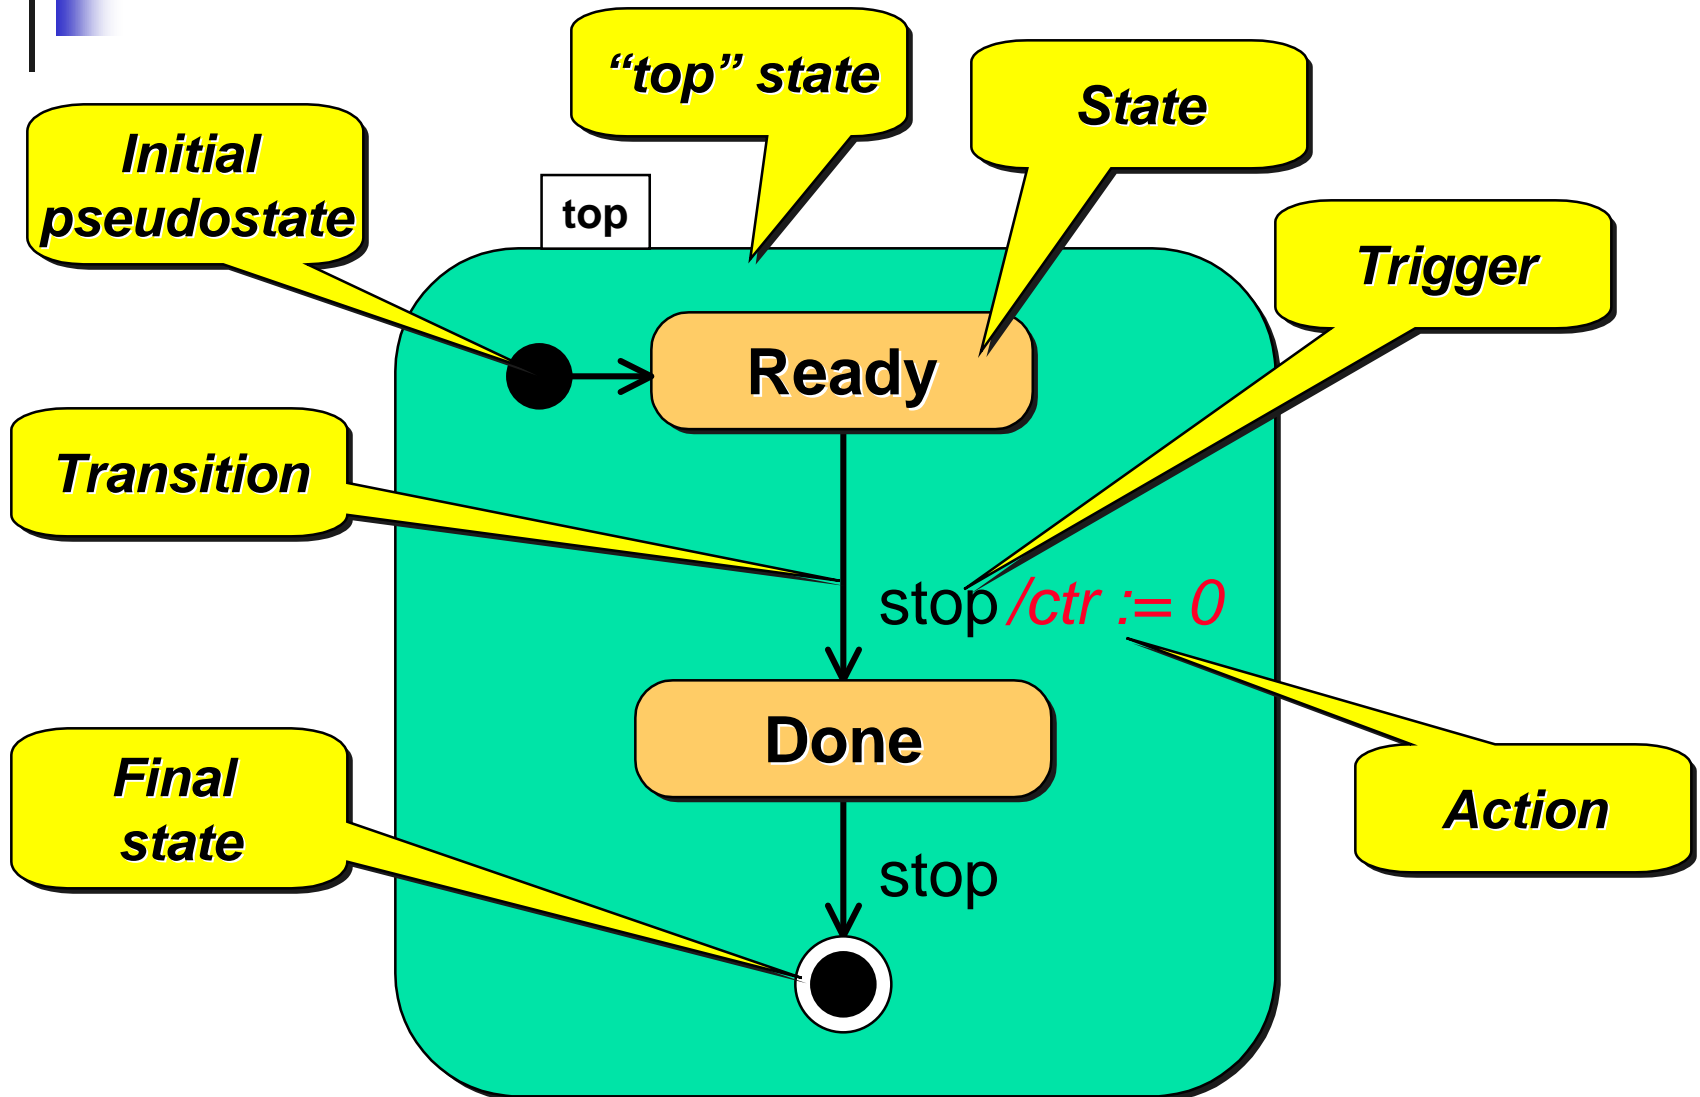 “top” state
State
Initial
pseudostate
top
Trigger
Ready
Transition
stop /ctr := 0
Done
Final
state
Action
stop